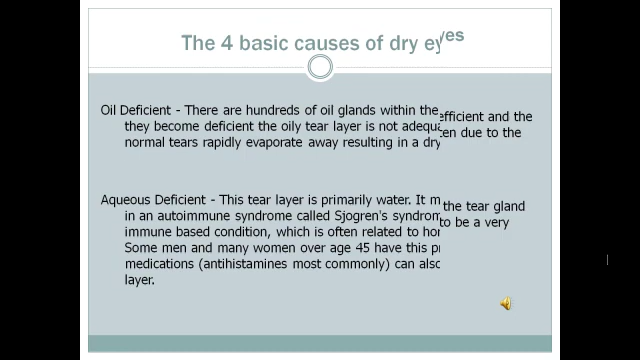 The 4 basic causes of dry eyes
Oil Deficient - There are hundreds of oil glands within the efficient and the
they become deficient the oily tear layer is not due to the
normal tears rapidly evaporate away resulting in a dry
Aqueous Deficient - This tear layer is primarily water. It the tear gland
in an autoimmune syndrome called Sjogren's to be a very
immune based condition, which is often related to
Some men and many women over age 45 have this
medications (antihistamines most commonly) can also
layer.